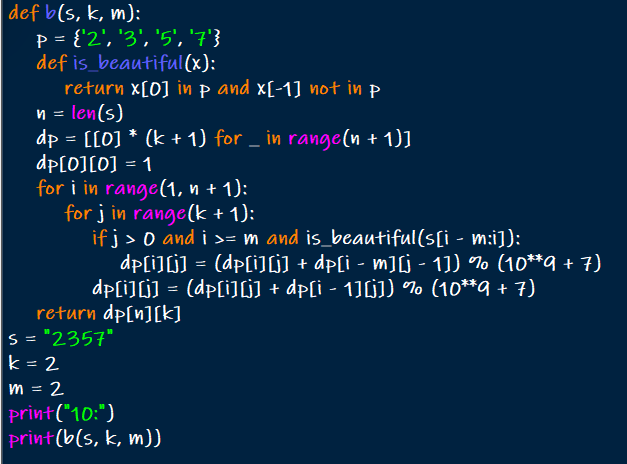 def b(s, k, m):
    p = {'2', '3', '5', '7'}
    def is_beautiful(x):
        return x[0] in p and x[-1] not in p
    n = len(s)
    dp = [[0] * (k + 1) for _ in range(n + 1)]
    dp[0][0] = 1
    for i in range(1, n + 1):
        for j in range(k + 1):
            if j > 0 and i >= m and is_beautiful(s[i - m:i]):
                dp[i][j] = (dp[i][j] + dp[i - m][j - 1]) % (10**9 + 7)
            dp[i][j] = (dp[i][j] + dp[i - 1][j]) % (10**9 + 7)
    return dp[n][k]
s = "2357"
k = 2
m = 2
print("10:")
print(b(s, k, m))